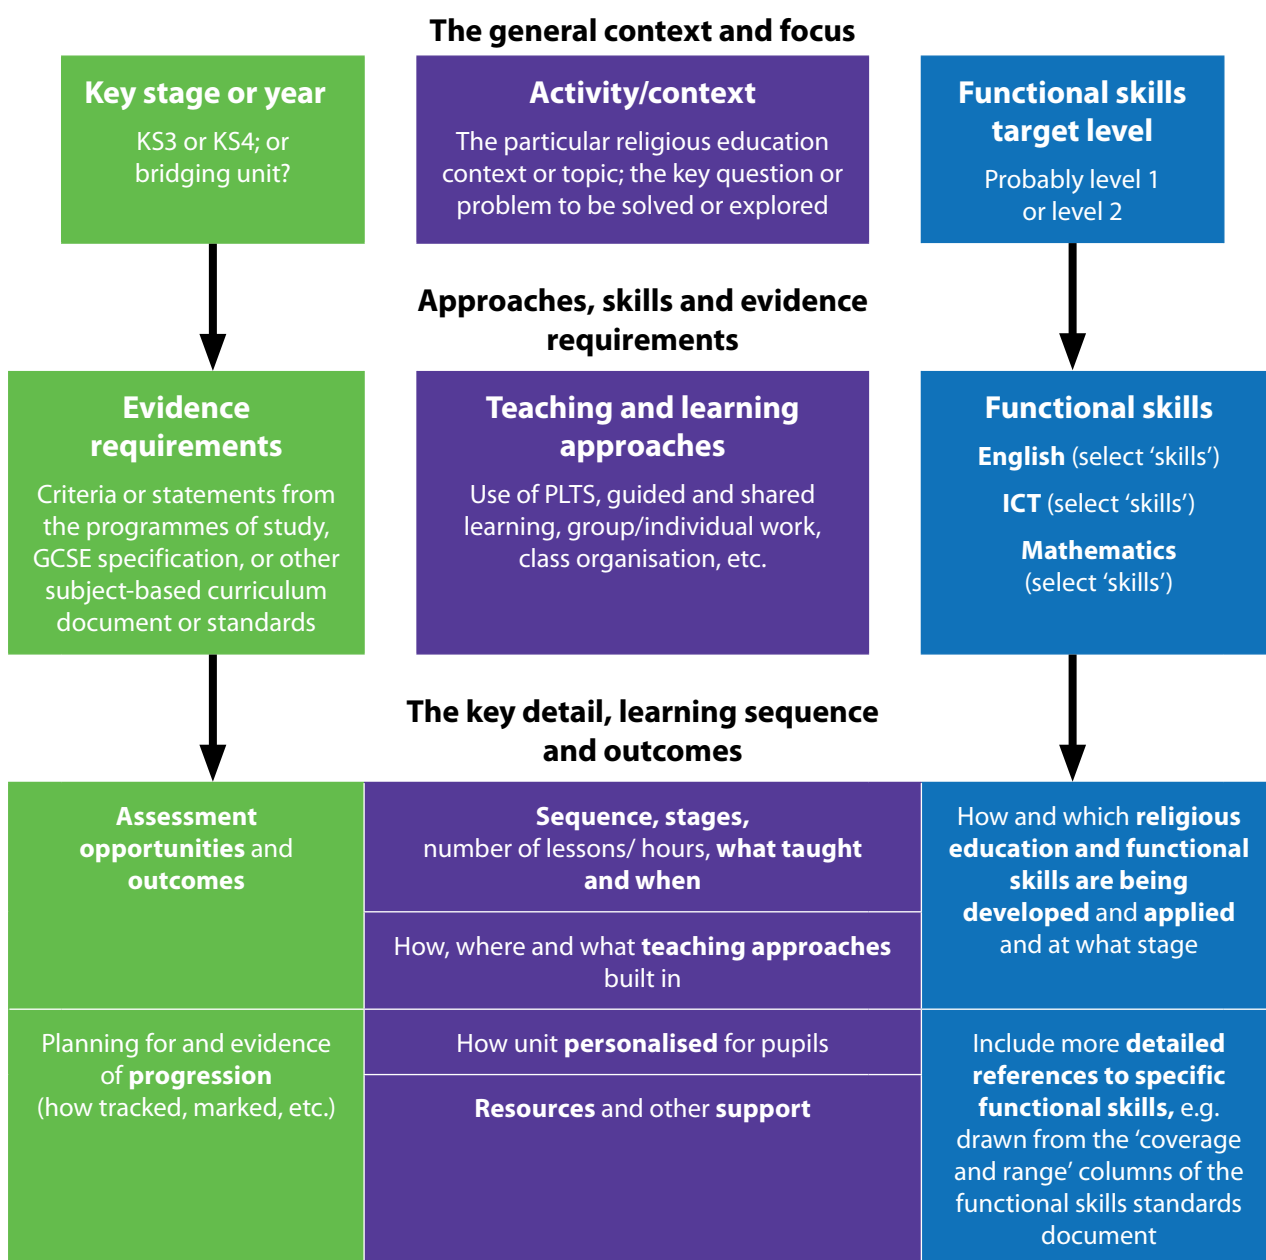 The general context and focus
Key stage or year
KS3 or KS4; or
bridging unit?
Activity/context
The particular religious education
context or topic; the key question or
problem to be solved or explored
Functional skills
target level
Probably level 1
or level 2
Approaches, skills and evidence
requirements
Evidence
requirements
Criteria or statements from
the programmes of study,
GCSE specification, or other
subject-based curriculum
document or standards
Teaching and learning
approaches
Use of PLTS, guided and shared
learning, group/individual work,
class organisation, etc.
Functional skills
English (select ‘skills’)
ICT (select ‘skills’)
Mathematics
(select ‘skills’)
The key detail, learning sequence
and outcomes
Assessment
opportunities and
outcomes
Sequence, stages,
number of lessons/ hours, what taught
and when
How, where and what teaching approaches
built in
How and which religious
education and functional
skills are being
developed and applied
and at what stage
Planning for and evidence
of progression
(how tracked, marked, etc.)
How unit personalised for pupils
Resources and other support
Include more detailed
references to specific
functional skills, e.g.
drawn from the ‘coverage
and range’ columns of the
functional skills standards
document